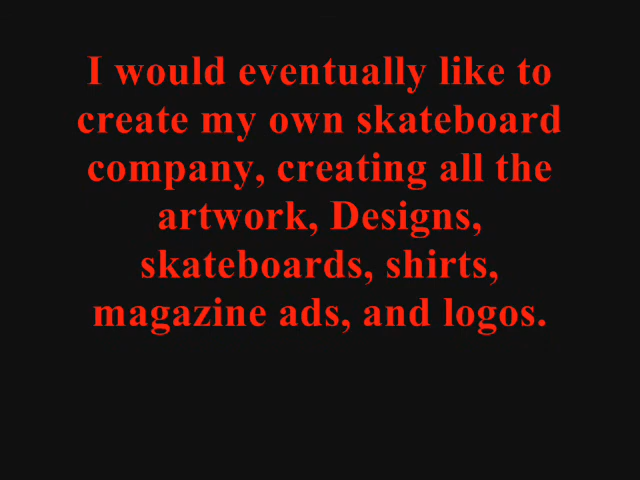 I would eventually like to
create my own skateboard
company, creating all the
artwork, Designs,
skateboards, shirts,
magazine ads, and logos.